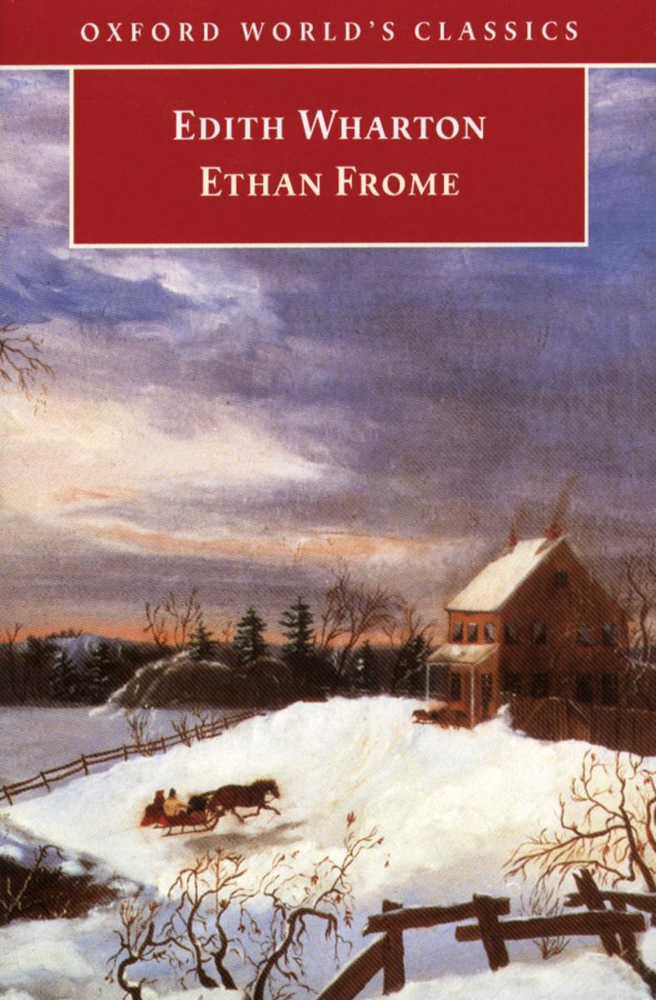 OXFORD WORLD'S CLASSICS
EDITH WHARTON
ETHAN FROME